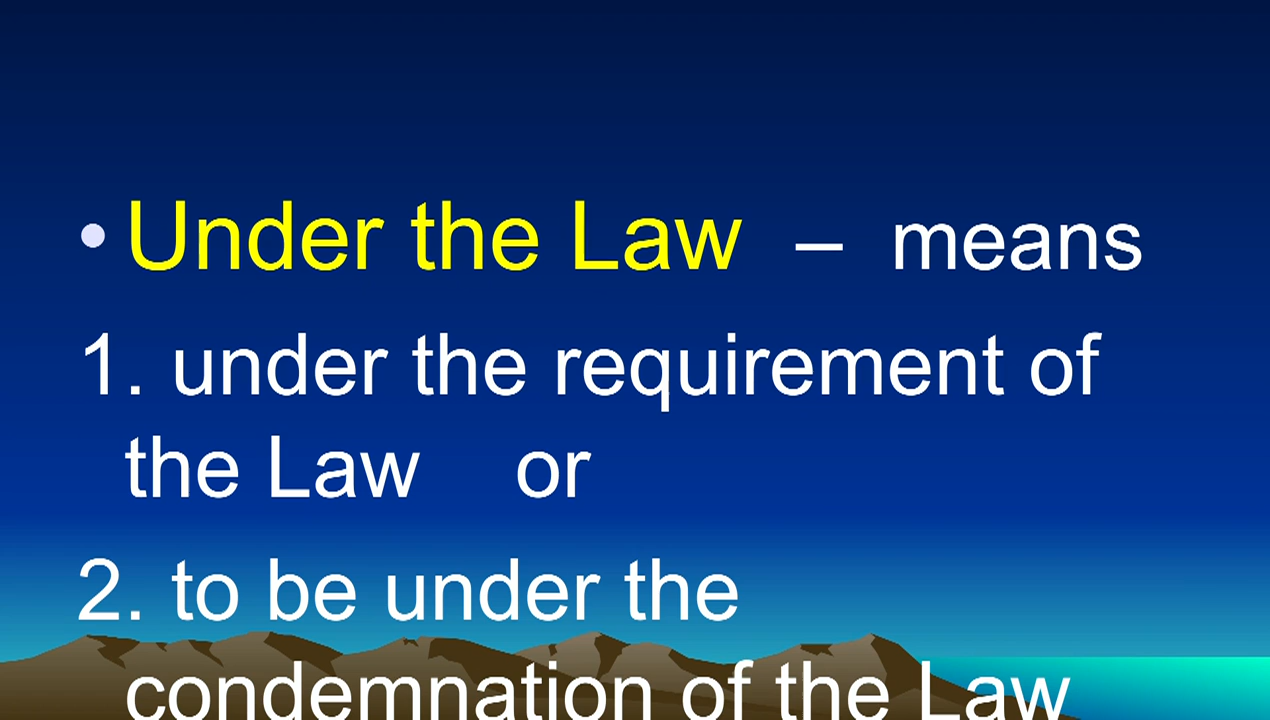 • Under the Law – means
1. under the requirement of
the Law or
2. to be under the
condemnation of the Law